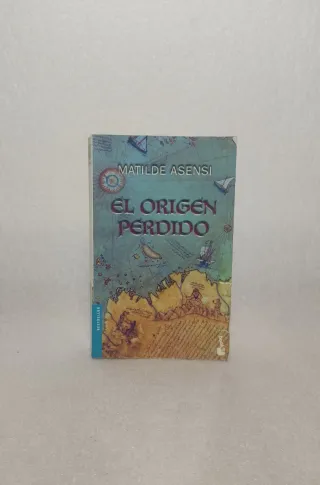 MATILDE ASENSI
EL ORIGEN
PERDIDO